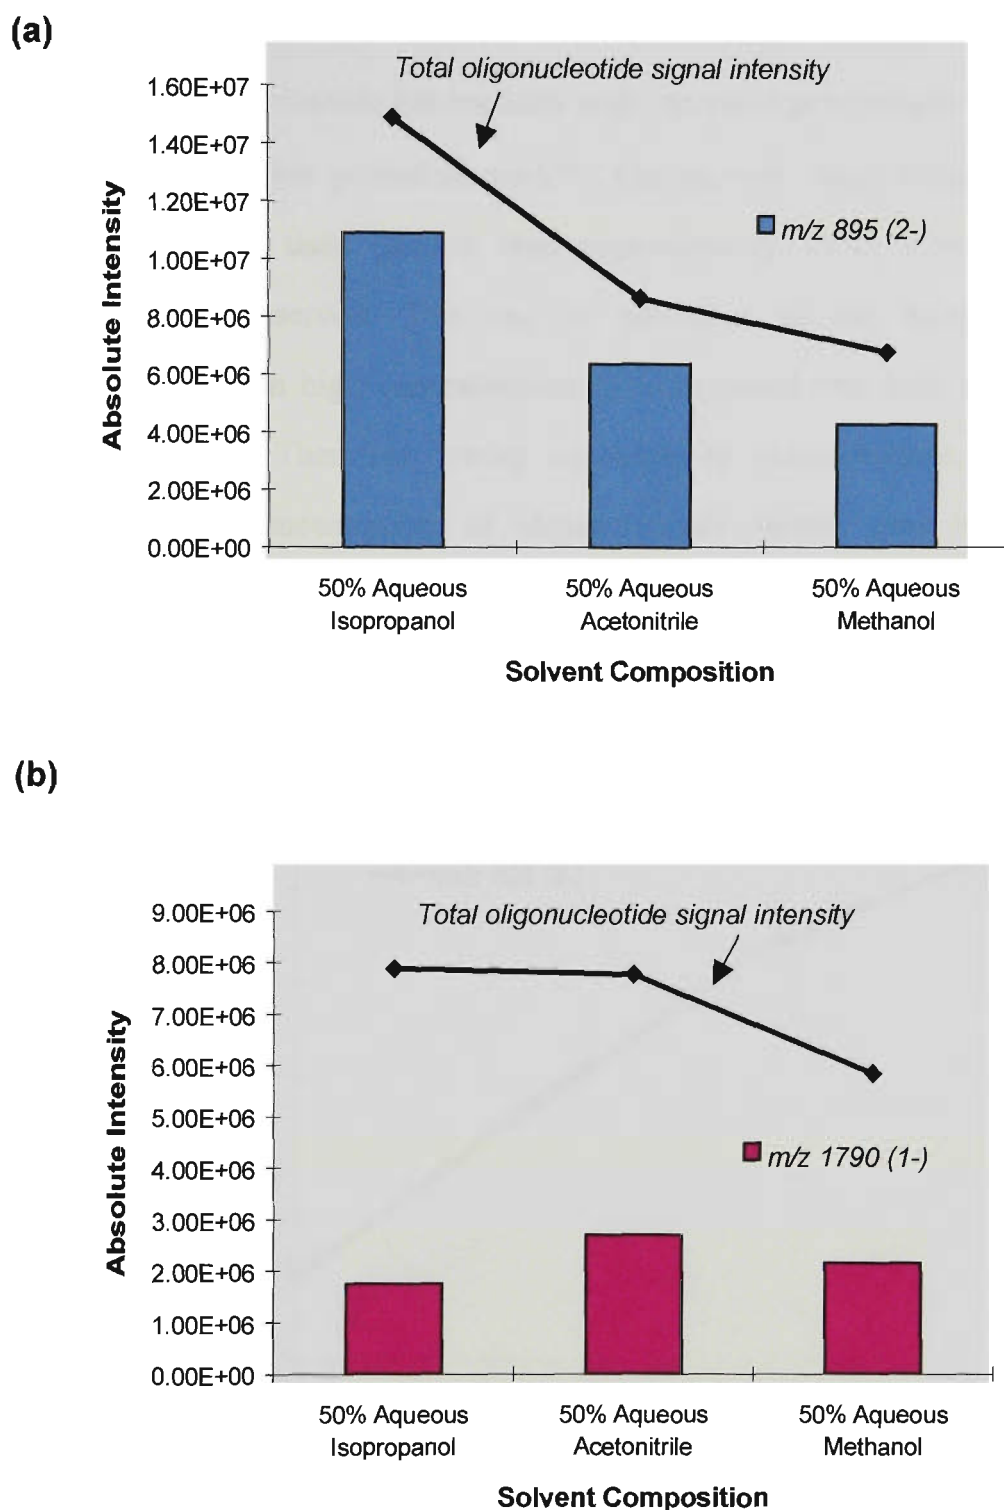 (a)
Total oligonucleotide signal intensity
1.60E+07
1.40E+07
1.20E+07
1.00E+07
8.00E+06
6.00E+06
4.00E+06
2.00E+06
0.00E+00
Absolute Intensity
m/z 895 (2-)
50% Aqueous
Isopropanol
50% Aqueous
Acetonitrile
50% Aqueous
Methanol
Solvent Composition
(b)
Total oligonucleotide signal intensity
9.00E+06
8.00E+06
7.00E+06
6.00E+06
5.00E+06
4.00E+06
3.00E+06
2.00E+06
1.00E+06
0.00E+00
Absolute Intensity
m/z 1790 (1-)
50% Aqueous
Isopropanol
50% Aqueous
Acetonitrile
50% Aqueous
Methanol
Solvent Composition